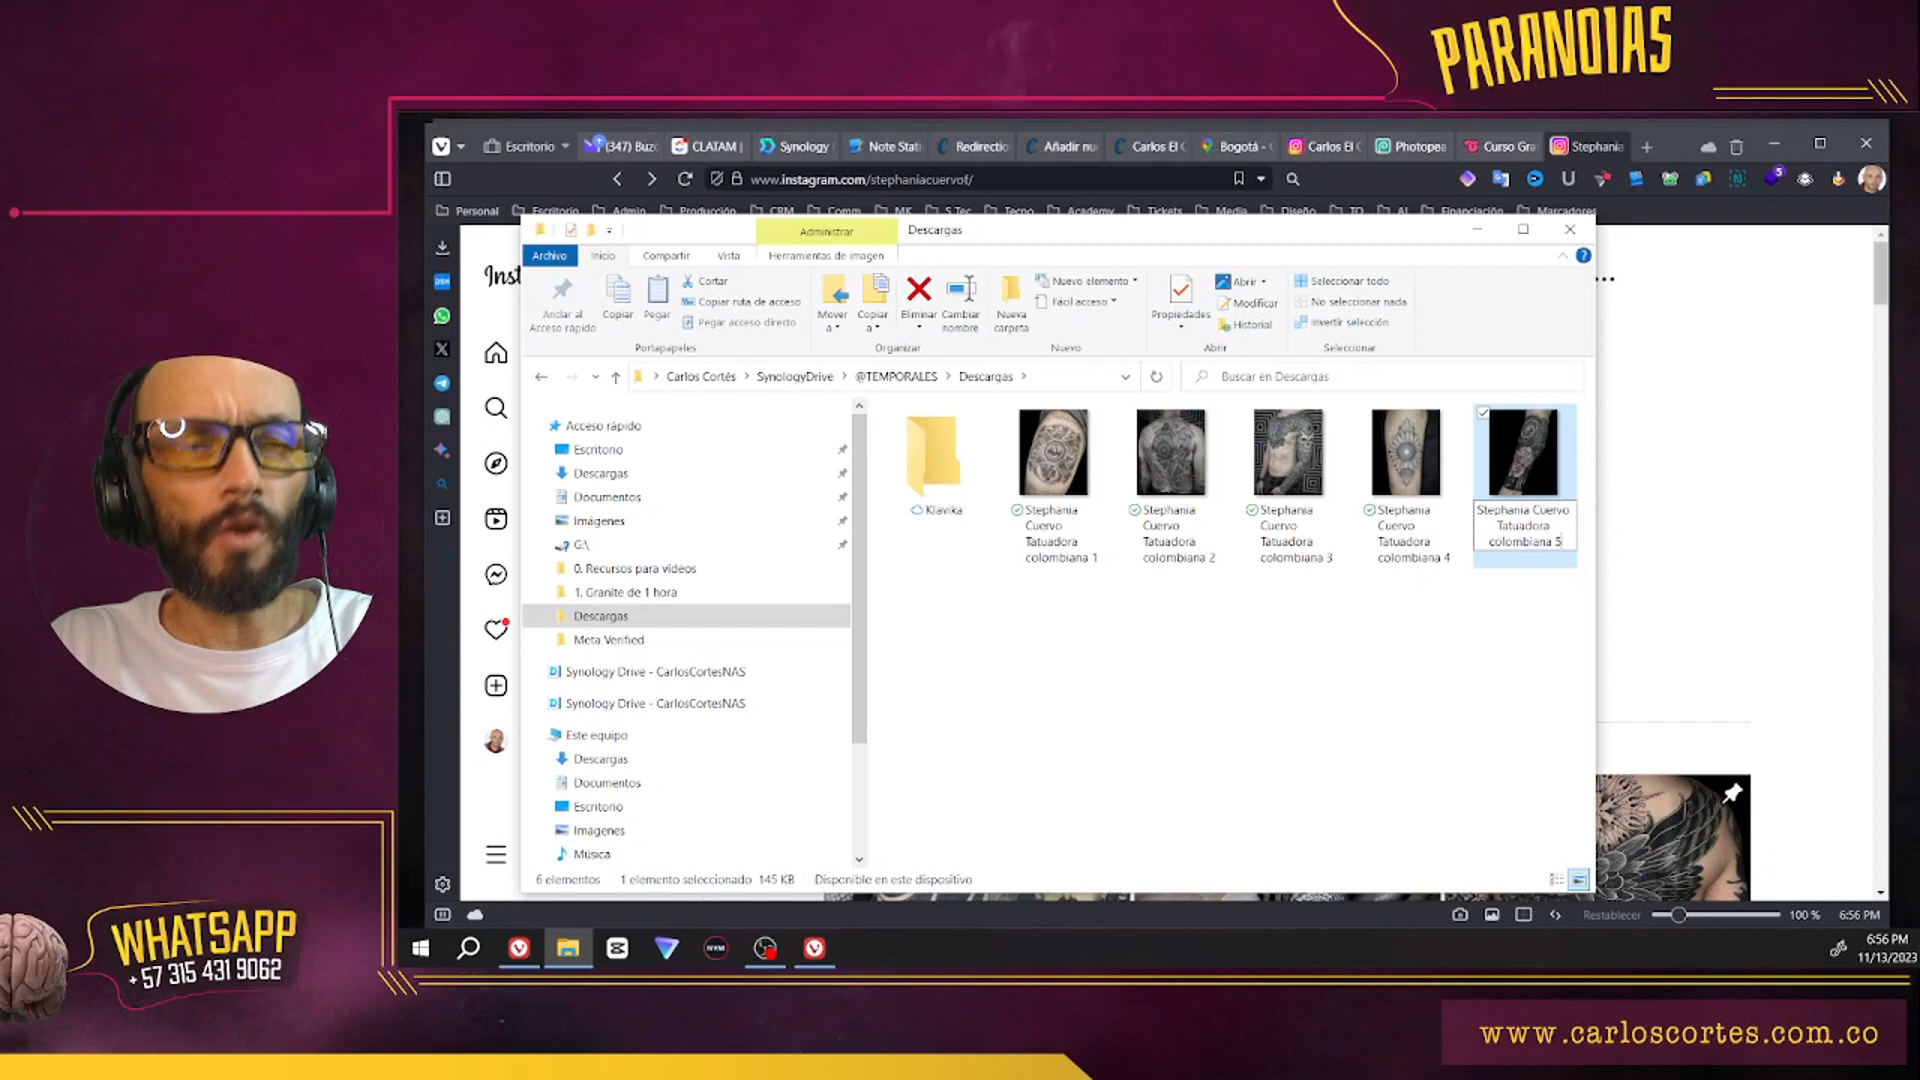 PARANOIAS
Escritorio
(347) Buz
CLATAM |
Synology
Note Stati
Redirectio
Añadir nu
Carlos El C
Bogotá - C
Carlos El C
Photopea
Curso Gra
Stephania
www.instagram.com/stephaniacuervof/
Personal
Escritorio
Admin
Producción
CRM
Comm
MK
S Tec
Tecno
Academy
Tickets
Media
Diseño
TO
AI
Financiación
Marcadores
Administrar
Descargas
Archivo
Inicio
Compartir
Vista
Herramientas de imagen
Inst
Anclar al
Acceso rápido
Copiar
Pegar
Cortar
Copiar ruta de acceso
Pegar acceso directo
Mover
a
Copiar
a
Eliminar
Cambiar
nombre
Nueva
carpeta
Nuevo elemento
Fácil acceso
Propiedades
Abrir
Modificar
Historial
Seleccionar todo
No seleccionar nada
Invertir selección
Portapapeles
Organizar
Nuevo
Abrir
Seleccionar
Carlos Cortés > SynologyDrive > @TEMPORALES > Descargas >
Buscar en Descargas
Acceso rápido
Escritorio
Descargas
Documentos
Imágenes
G:\
0. Recursos para videos
1. Granite de 1 hora
Descargas
Meta Verified
Synology Drive - CarlosCortesNAS
Synology Drive - CarlosCortesNAS
Este equipo
Descargas
Documentos
Escritorio
Imágenes
Música
Klavika
Stephania
Cuervo
Tatuadora
colombiana 1
Stephania
Cuervo
Tatuadora
colombiana 2
Stephania
Cuervo
Tatuadora
colombiana 3
Stephania
Cuervo
Tatuadora
colombiana 4
Stephania Cuervo
Tatuadora
colombiana 5
6 elementos
1 elemento seleccionado 145 KB
Disponible en este dispositivo
Restablecer
100 %
6:56 PM
6:56 PM
11/13/2023
WHATSAPP
+ 57 315 431 9062
www.carloscortes.com.co